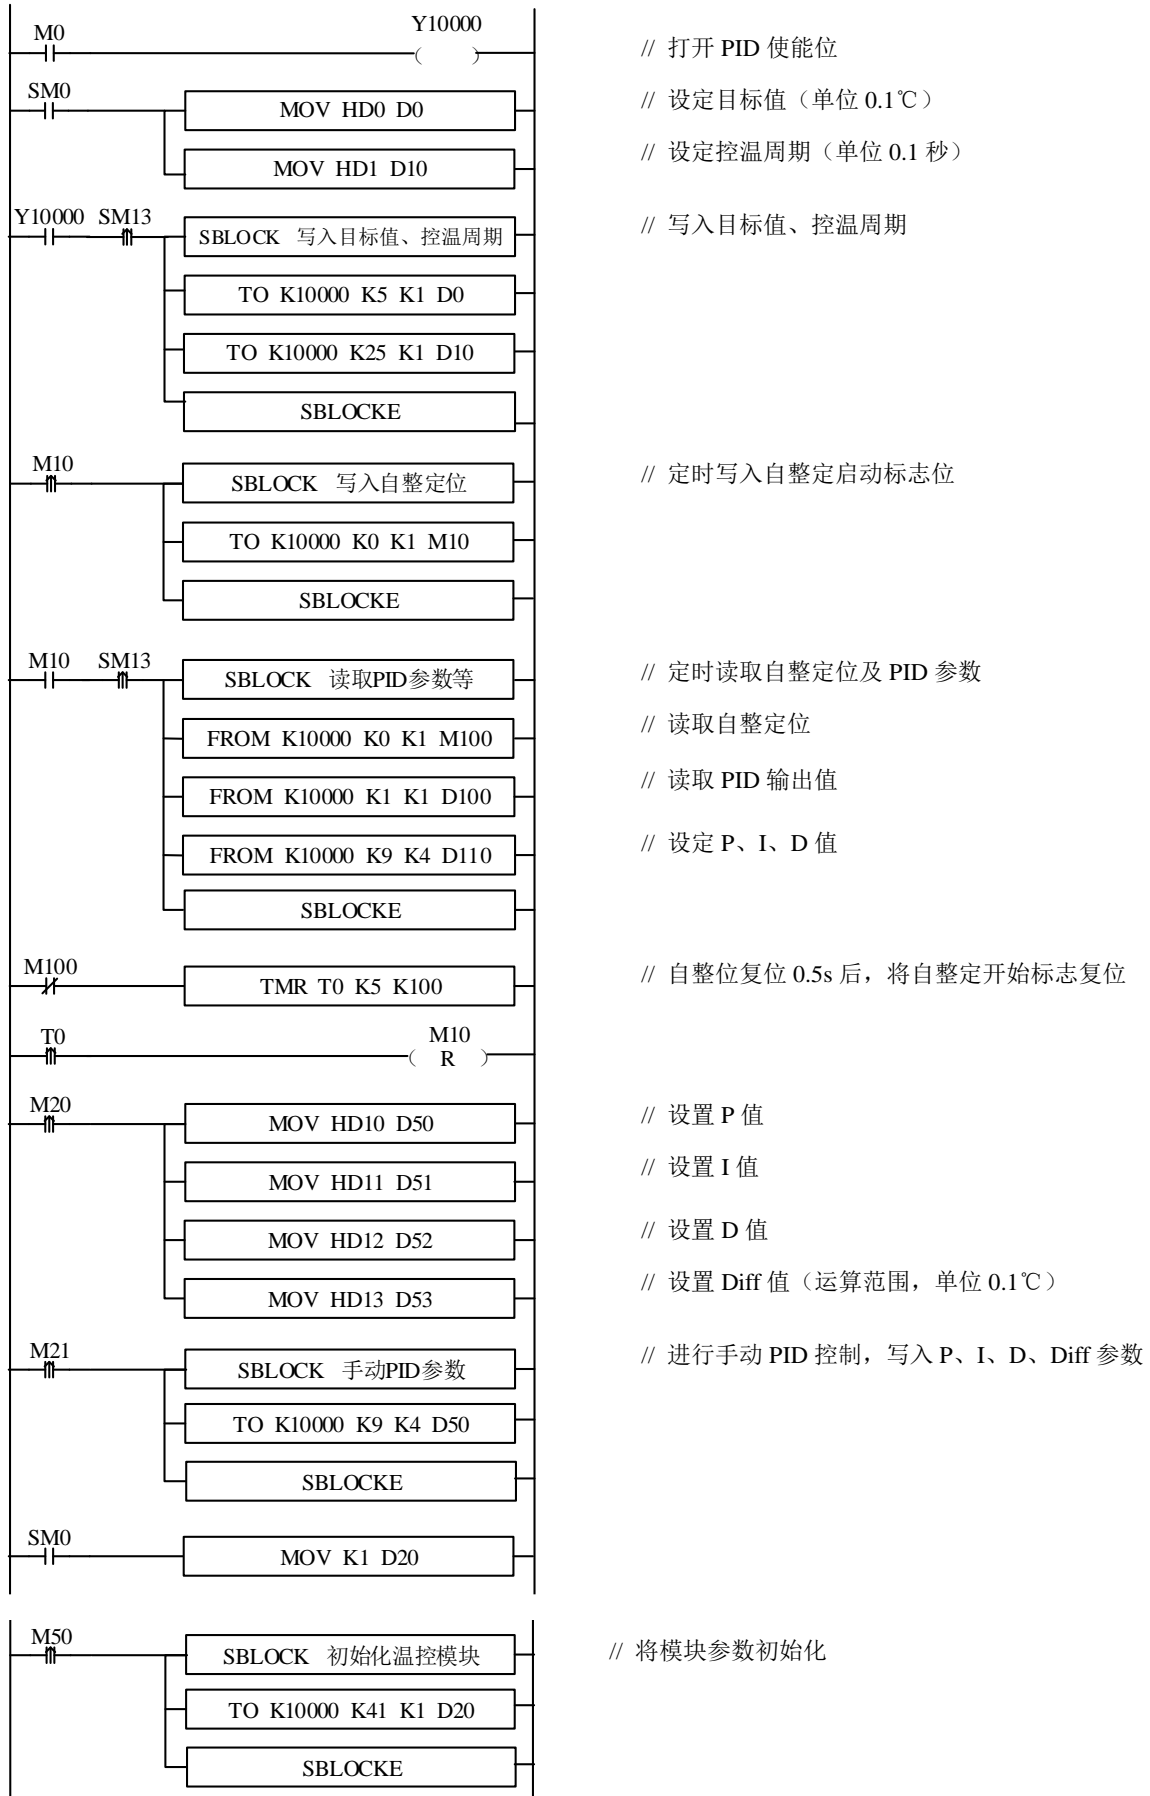 M0 Y10000 // 打开 PID 使能位
( )
SM0 // 设定目标值（单位 0.1℃）
MOV HD0 D0
MOV HD1 D10 // 设定控温周期（单位 0.1 秒）
Y10000 SM13 // 写入目标值、控温周期
SBLOCK 写入目标值、控温周期
TO K10000 K5 K1 D0
TO K10000 K25 K1 D10
SBLOCKE
M10 // 定时写入自整定启动标志位
SBLOCK 写入自整定位
TO K10000 K0 K1 M10
SBLOCKE
M10 SM13 // 定时读取自整定位及 PID 参数
SBLOCK 读取PID参数等
FROM K10000 K0 K1 M100 // 读取自整定位
FROM K10000 K1 K1 D100 // 读取 PID 输出值
FROM K10000 K9 K4 D110 // 设定 P、I、D 值
SBLOCKE
M100 // 自整位复位 0.5s 后，将自整定开始标志复位
TMR T0 K5 K100
T0 M10
( R )
M20 // 设置 P 值
MOV HD10 D50
MOV HD11 D51 // 设置 I 值
MOV HD12 D52 // 设置 D 值
MOV HD13 D53 // 设置 Diff 值（运算范围，单位 0.1℃）
M21 // 进行手动 PID 控制，写入 P、I、D、Diff 参数
SBLOCK 手动PID参数
TO K10000 K9 K4 D50
SBLOCKE
SM0
MOV K1 D20
M50 // 将模块参数初始化
SBLOCK 初始化温控模块
TO K10000 K41 K1 D20
SBLOCKE